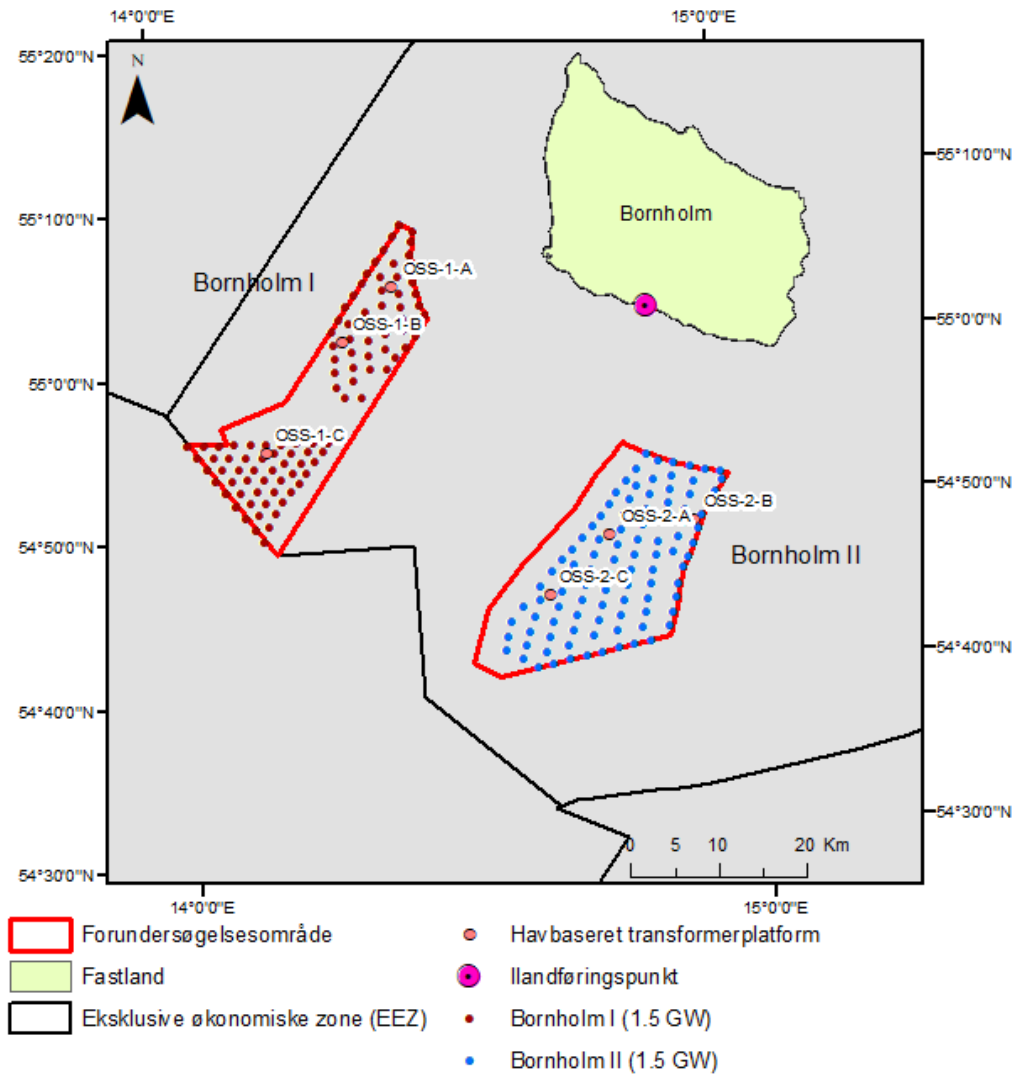 14°0'0"E 15°0'0"E
55°20'0"N
N
55°10'0"N
Bornholm
55°10'0"N
Bornholm I
OSS-1-A
OSS-1-B
55°0'0"N
55°0'0"N
OSS-1-C
54°50'0"N
OSS-2-B
OSS-2-A
54°50'0"N
Bornholm II
OSS-2-C
54°40'0"N
54°40'0"N
54°30'0"N
0 5 10 20 Km
54°30'0"N
14°0'0"E 15°0'0"E
Forundersøgelsesområde
Fastland
Eksklusive økonomiske zone (EEZ)
Havbaseret transformerplatform
Ilandføringspunkt
Bornholm I (1.5 GW)
Bornholm II (1.5 GW)